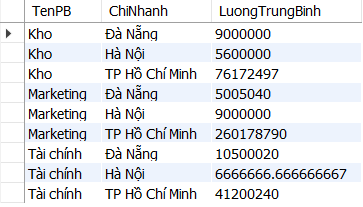 TenPB ChiNhanh LuongTrungBinh
Kho Đà Nẵng 9000000
Kho Hà Nội 5600000
Kho TP Hồ Chí Minh 76172497
Marketing Đà Nẵng 5005040
Marketing Hà Nội 9000000
Marketing TP Hồ Chí Minh 260178790
Tài chính Đà Nẵng 10500020
Tài chính Hà Nội 6666666.666666667
Tài chính TP Hồ Chí Minh 41200240